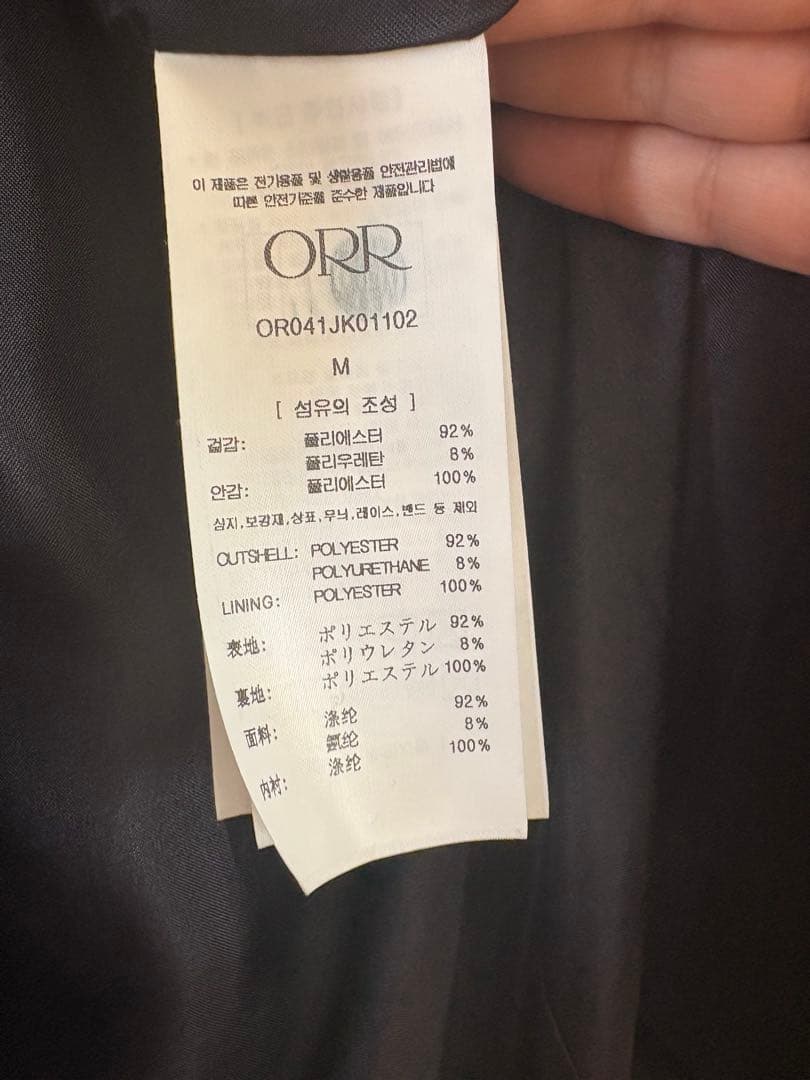 이 제품은 전기용품 및 생활용품 안전관리법에
따른 안전기준을 준수한 제품입니다
ORR
OR041JK01102
M
[ 섬유의 조성 ]
겉감: 폴리에스터 92%
폴리우레탄 8%
안감: 폴리에스터 100%
심지,보강재,상표,무늬,레이스,밴드 등 제외
OUTSHELL: POLYESTER 92%
POLYURETHANE 8%
LINING: POLYESTER 100%
表地: ポリエステル 92%
ポリウレタン 8%
裏地: ポリエステル 100%
面料: 涤纶 92%
氨纶 8%
内衬: 涤纶 100%